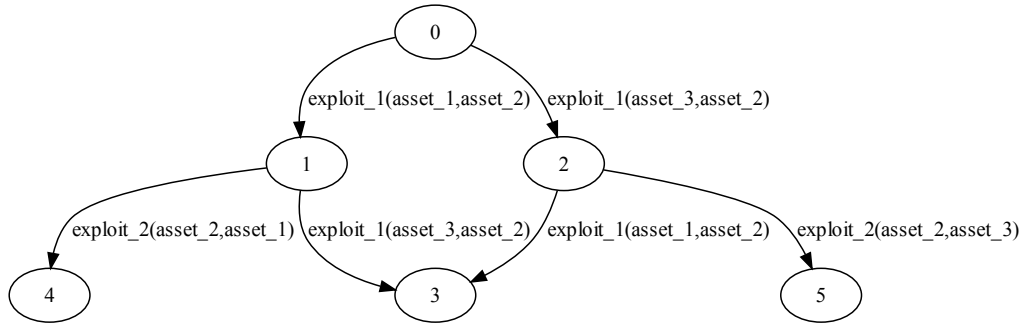 0
exploit_1(asset_1,asset_2)
exploit_1(asset_3,asset_2)
1
2
exploit_2(asset_2,asset_1)
exploit_1(asset_3,asset_2)
exploit_1(asset_1,asset_2)
exploit_2(asset_2,asset_3)
4
3
5